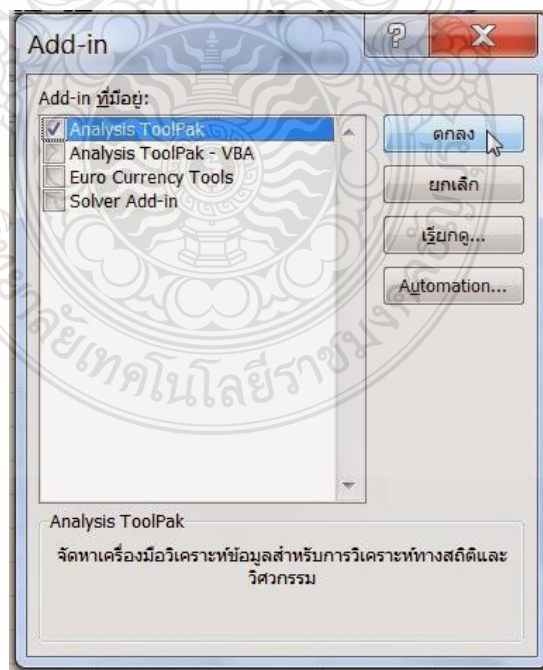 Add-in
Add-in ที่มีอยู่:
Analysis ToolPak
Analysis ToolPak - VBA
Euro Currency Tools
Solver Add-in
ตกลง
ยกเลิก
เรียกดู...
Automation...
Analysis ToolPak
จัดหาเครื่องมือวิเคราะห์ข้อมูลสำหรับการวิเคราะห์ทางสถิติและ
วิศวกรรม